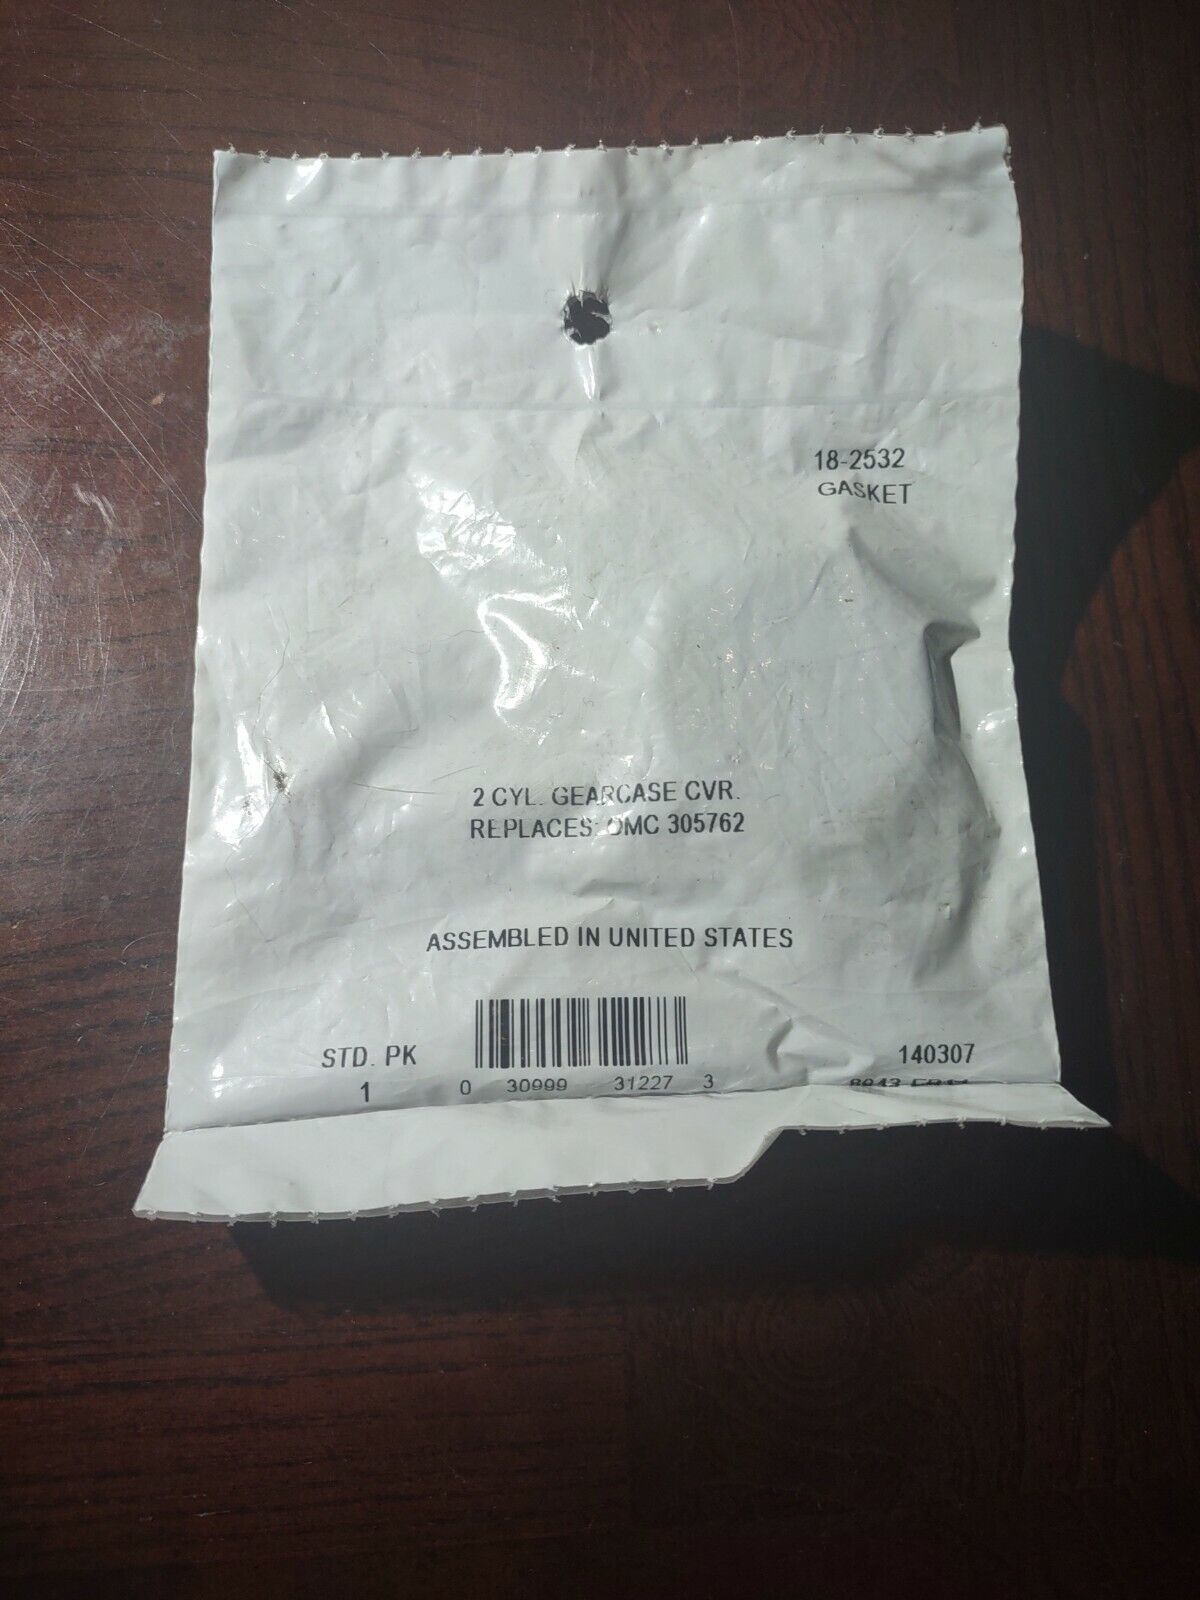 18-2532
GASKET
2 CYL. GEARCASE CVR.
REPLACES: OMC 305762
ASSEMBLED IN UNITED STATES
STD. PK
1
0 30999 31227 3
140307